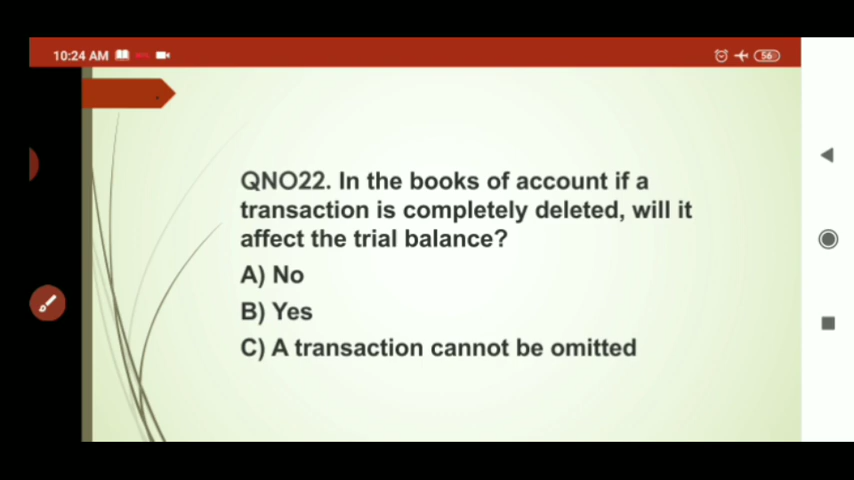 10:24 AM
56
QNO22. In the books of account if a
transaction is completely deleted, will it
affect the trial balance?
A) No
B) Yes
C) A transaction cannot be omitted